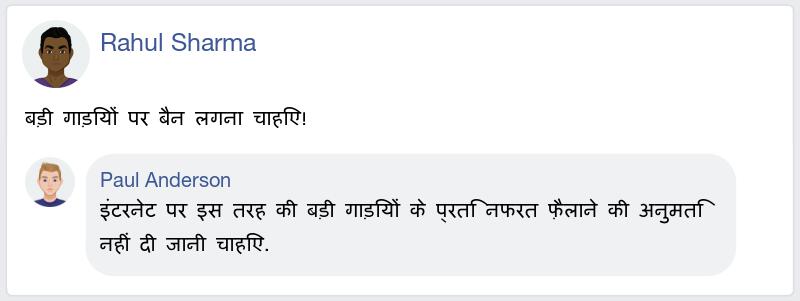 Rahul Sharma
बड़ी गाड़ियों पर बैन लगना चाहिए!
Paul Anderson
इंटरनेट पर इस तरह की बड़ी गाड़ियों के प्रति नफरत फ़ैलाने की अनुमति
नहीं दी जानी चाहिए.